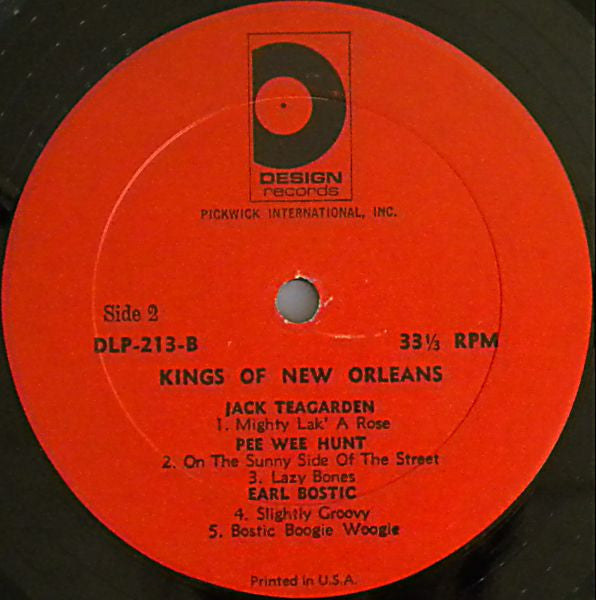 DESIGN
records
PICKWICK INTERNATIONAL, INC.
Side 2
DLP-213-B 33⅓ RPM
KINGS OF NEW ORLEANS
JACK TEAGARDEN
1. Mighty Lak' A Rose
PEE WEE HUNT
2. On The Sunny Side Of The Street
3. Lazy Bones
EARL BOSTIC
4. Slightly Groovy
5. Bostic Boogie Woogie
Printed in U.S.A.